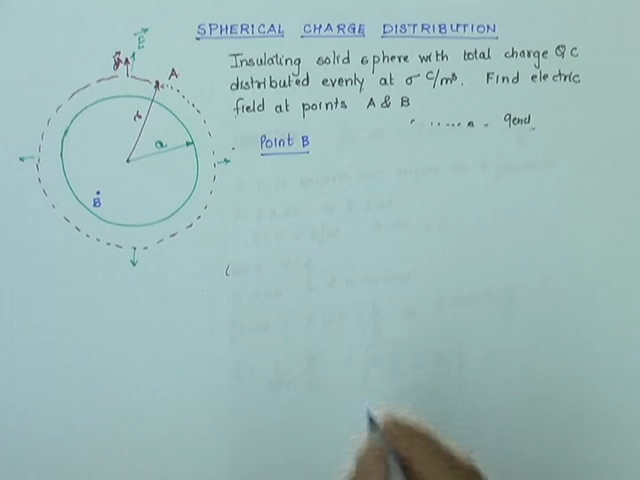 SPHERICAL CHARGE DISTRIBUTION
Insulating solid sphere with total charge Q C
distributed evenly at σ C/m³. Find electric
field at points A & B
Point B
E
A
r
a
B